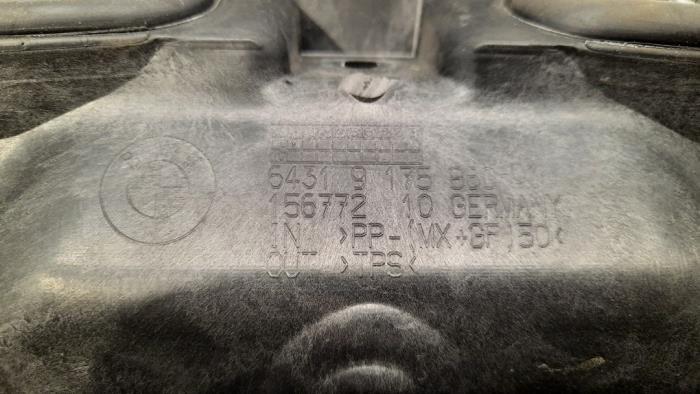 6431 9 175
156772 10 GERMANY
IN >PP-(MX+GF)50<
OUT >TPS<